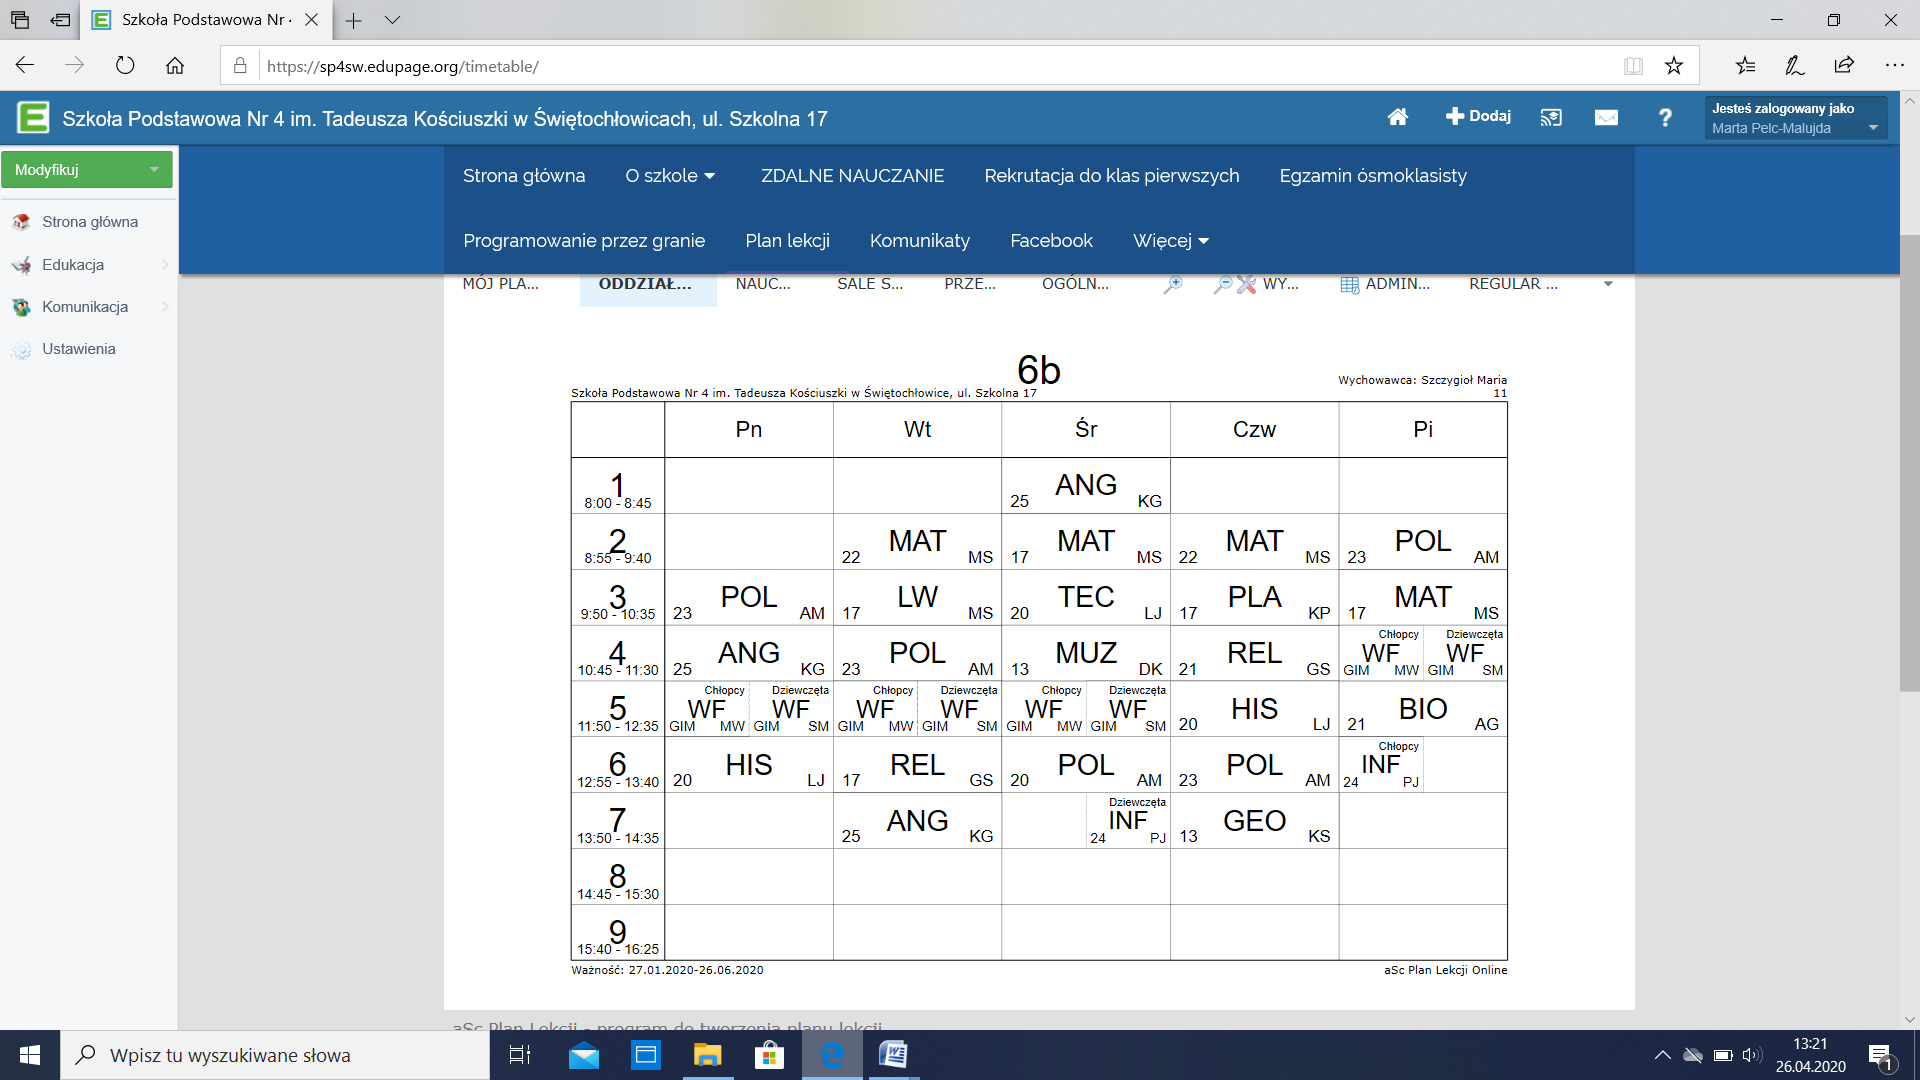 Szkoła Podstawowa Nr
https://sp4sw.edupage.org/timetable/
Szkoła Podstawowa Nr 4 im. Tadeusza Kościuszki w Świętochłowicach, ul. Szkolna 17
Dodaj
?
Jesteś zalogowany jako
Marta Pelc-Malujda
Modyfikuj
Strona główna
Edukacja
Komunikacja
Ustawienia
Strona główna O szkole ZDALNE NAUCZANIE Rekrutacja do klas pierwszych Egzamin ósmoklasisty
Programowanie przez granie Plan lekcji Komunikaty Facebook Więcej
MÓJ PLA... ODDZIAŁ... NAUC... SALE S... PRZE... OGÓLN... WY... ADMIN... REGULAR ...
6b
Szkoła Podstawowa Nr 4 im. Tadeusza Kościuszki w Świętochłowice, ul. Szkolna 17
Wychowawca: Szczygioł Maria
11
Pn Wt Śr Czw Pi
1
8:00 - 8:45
ANG
25 KG
2
8:55 - 9:40
MAT MAT MAT POL
22 MS 17 MS 22 MS 23 AM
3
9:50 - 10:35
POL LW TEC PLA MAT
23 AM 17 MS 20 LJ 17 KP 17 MS
4
10:45 - 11:30
Chłopcy Dziewczęta
ANG POL MUZ REL WF WF
25 KG 23 AM 13 DK 21 GS GIM MW GIM SM
5
11:50 - 12:35
Chłopcy Dziewczęta Chłopcy Dziewczęta Chłopcy Dziewczęta
WF WF WF WF WF WF HIS BIO
GIM MW GIM SM GIM MW GIM SM GIM MW GIM SM 20 LJ 21 AG
6
12:55 - 13:40
Chłopcy
HIS REL POL POL INF
20 LJ 17 GS 20 AM 23 AM 24 PJ
7
13:50 - 14:35
Dziewczęta
ANG INF GEO
25 KG 24 PJ 13 KS
8
14:45 - 15:30
9
15:40 - 16:25
Ważność: 27.01.2020-26.06.2020
aSc Plan Lekcji Online
aSc Plan Lekcji - program do tworzenia planu lekcji
Wpisz tu wyszukiwane słowa
13:21
26.04.2020
1